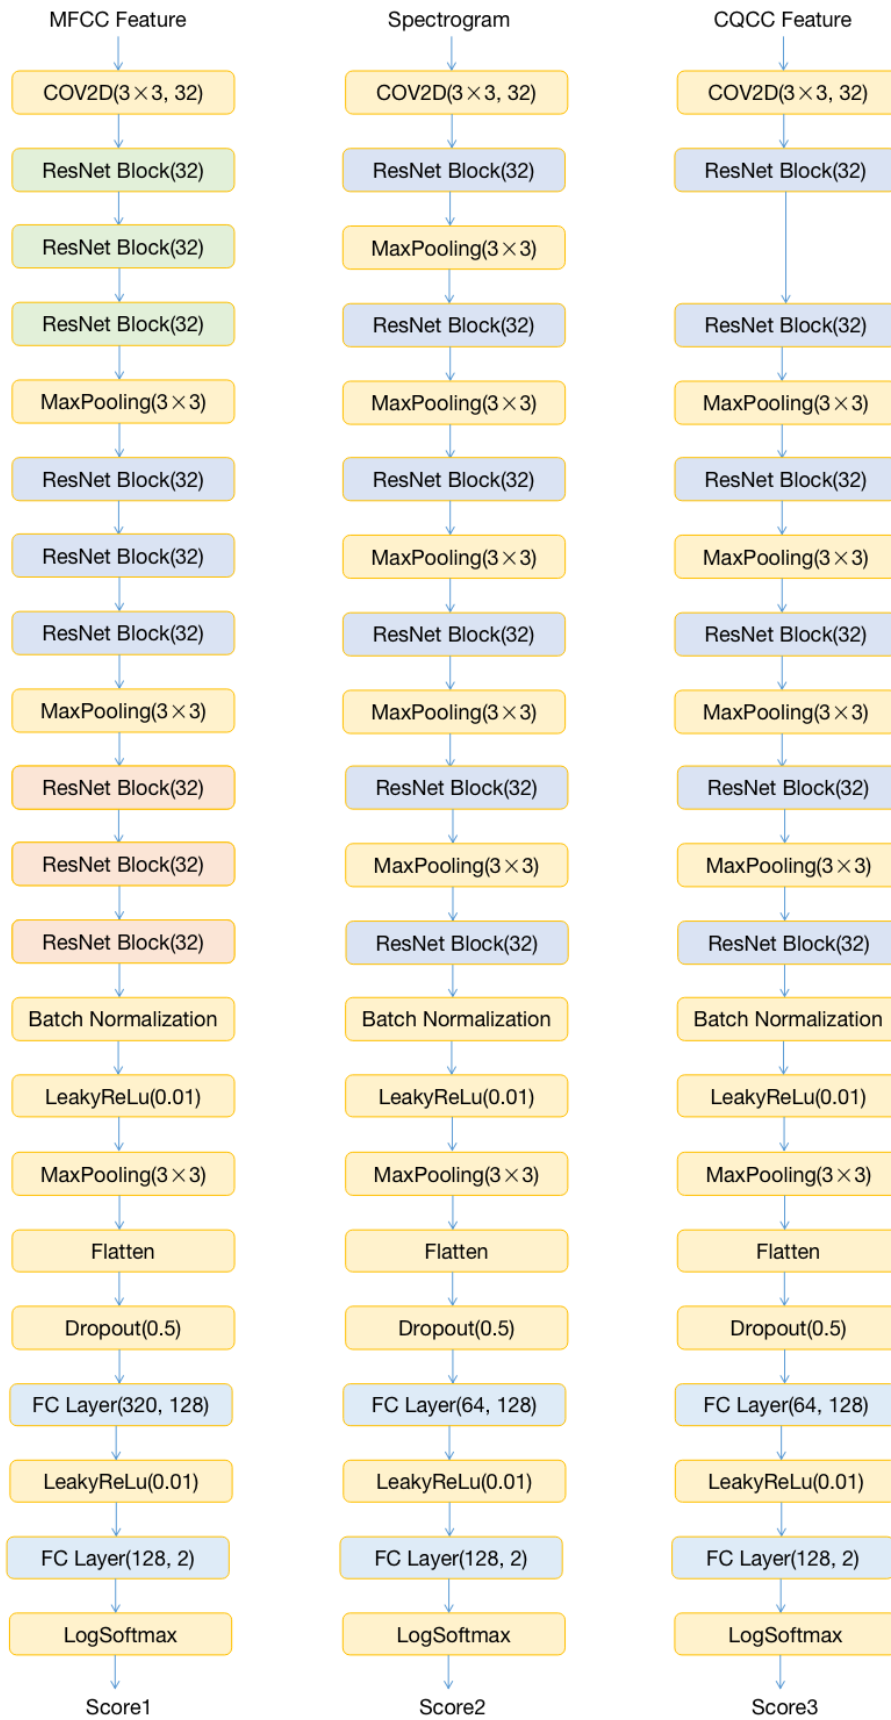 MFCC Feature
COV2D(3×3, 32)
ResNet Block(32)
ResNet Block(32)
ResNet Block(32)
MaxPooling(3×3)
ResNet Block(32)
ResNet Block(32)
ResNet Block(32)
MaxPooling(3×3)
ResNet Block(32)
ResNet Block(32)
ResNet Block(32)
Batch Normalization
LeakyReLu(0.01)
MaxPooling(3×3)
Flatten
Dropout(0.5)
FC Layer(320, 128)
LeakyReLu(0.01)
FC Layer(128, 2)
LogSoftmax
Score1
Spectrogram
COV2D(3×3, 32)
ResNet Block(32)
MaxPooling(3×3)
ResNet Block(32)
MaxPooling(3×3)
ResNet Block(32)
MaxPooling(3×3)
ResNet Block(32)
MaxPooling(3×3)
ResNet Block(32)
MaxPooling(3×3)
ResNet Block(32)
Batch Normalization
LeakyReLu(0.01)
MaxPooling(3×3)
Flatten
Dropout(0.5)
FC Layer(64, 128)
LeakyReLu(0.01)
FC Layer(128, 2)
LogSoftmax
Score2
CQCC Feature
COV2D(3×3, 32)
ResNet Block(32)
ResNet Block(32)
MaxPooling(3×3)
ResNet Block(32)
MaxPooling(3×3)
ResNet Block(32)
MaxPooling(3×3)
ResNet Block(32)
MaxPooling(3×3)
ResNet Block(32)
Batch Normalization
LeakyReLu(0.01)
MaxPooling(3×3)
Flatten
Dropout(0.5)
FC Layer(64, 128)
LeakyReLu(0.01)
FC Layer(128, 2)
LogSoftmax
Score3